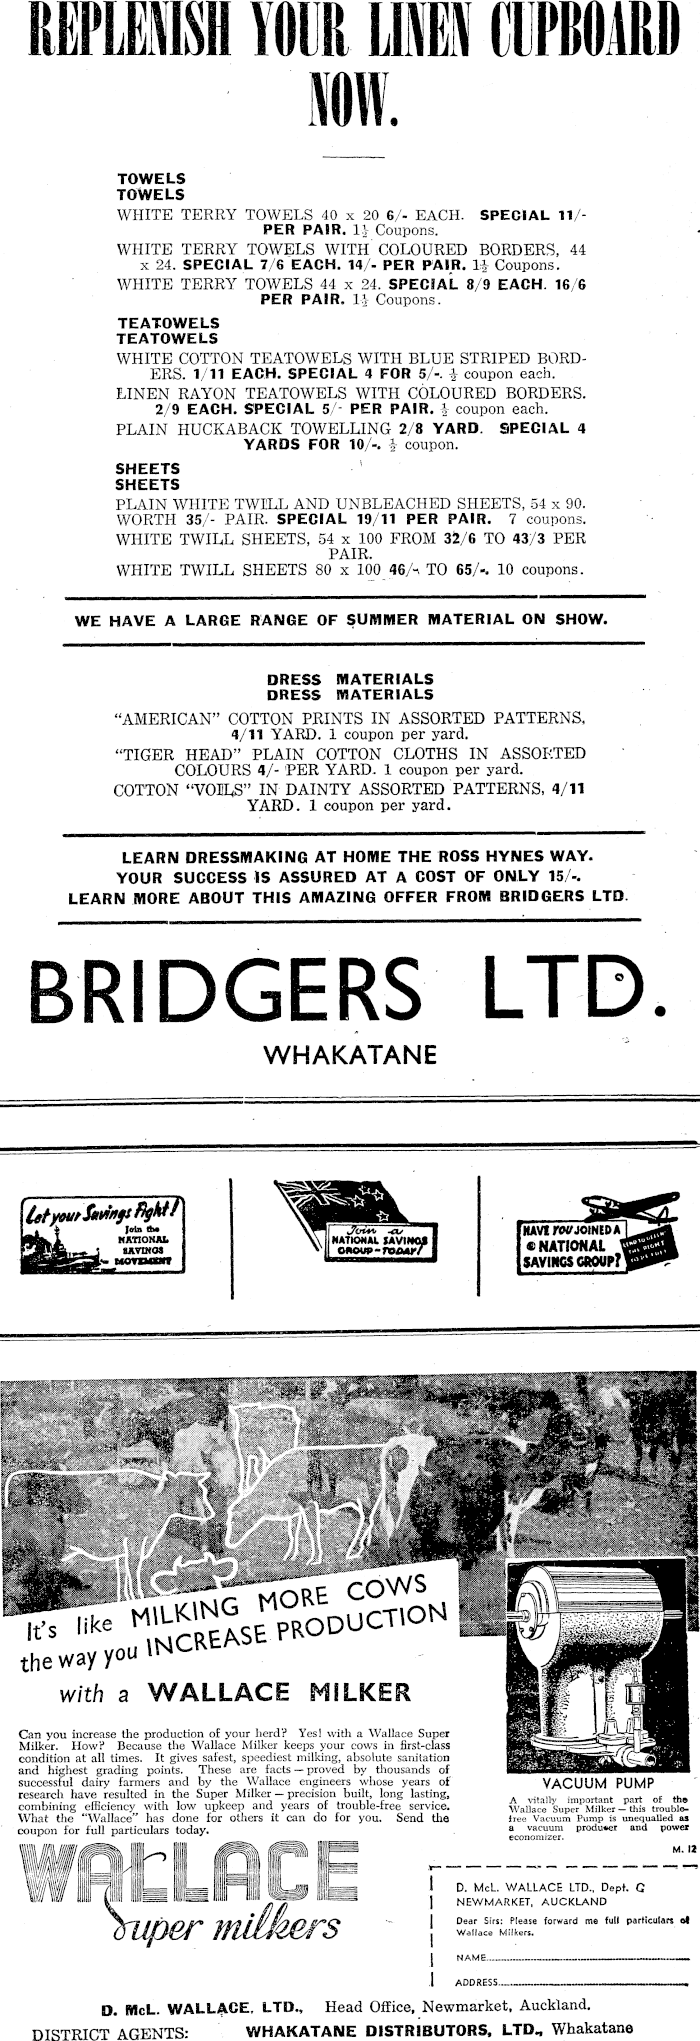 REPLENISH YOUR LINEN CUPBOARD
NOW.
TOWELS
TOWELS
WHITE TERRY TOWELS 40 x 20 6/- EACH. SPECIAL 11/-
PER PAIR. 1½ Coupons.
WHITE TERRY TOWELS WITH COLOURED BORDERS, 44
x 24. SPECIAL 7/6 EACH. 14/- PER PAIR. 1½ Coupons.
WHITE TERRY TOWELS 44 x 24. SPECIAL 8/9 EACH. 16/6
PER PAIR. 1½ Coupons.
TEATOWELS
TEATOWELS
WHITE COTTON TEATOWELS WITH BLUE STRIPED BORD-
ERS. 1/11 EACH. SPECIAL 4 FOR 5/-. ½ coupon each.
LINEN RAYON TEATOWELS WITH COLOURED BORDERS.
2/9 EACH. SPECIAL 5/- PER PAIR. ½ coupon each.
PLAIN HUCKABACK TOWELLING 2/8 YARD. SPECIAL 4
YARDS FOR 10/-. ½ coupon.
SHEETS
SHEETS
PLAIN WHITE TWILL AND UNBLEACHED SHEETS, 54 x 90.
WORTH 35/- PAIR. SPECIAL 19/11 PER PAIR. 7 coupons.
WHITE TWILL SHEETS, 54 x 100 FROM 32/6 TO 43/3 PER
PAIR.
WHITE TWILL SHEETS 80 x 100 46/- TO 65/-. 10 coupons.
WE HAVE A LARGE RANGE OF SUMMER MATERIAL ON SHOW.
DRESS MATERIALS
DRESS MATERIALS
"AMERICAN" COTTON PRINTS IN ASSORTED PATTERNS,
4/11 YARD. 1 coupon per yard.
"TIGER HEAD" PLAIN COTTON CLOTHS IN ASSORTED
COLOURS 4/- PER YARD. 1 coupon per yard.
COTTON "VOILS" IN DAINTY ASSORTED PATTERNS, 4/11
YARD. 1 coupon per yard.
LEARN DRESSMAKING AT HOME THE ROSS HYNES WAY.
YOUR SUCCESS IS ASSURED AT A COST OF ONLY 15/-.
LEARN MORE ABOUT THIS AMAZING OFFER FROM BRIDGERS LTD.
BRIDGERS LTD.
WHAKATANE
Let your Savings Fight!
Join the
NATIONAL
SAVINGS
MOVEMENT
Join a
NATIONAL SAVINGS
GROUP-TODAY!
HAVE YOU JOINED A
NATIONAL
SAVINGS GROUP?
It's like MILKING MORE COWS
the way you INCREASE PRODUCTION
with a WALLACE MILKER
Can you increase the production of your herd? Yes! with a Wallace Super
Milker. How? Because the Wallace Milker keeps your cows in first-class
condition at all times. It gives safest, speediest milking, absolute sanitation
and highest grading points. These are facts — proved by thousands of
successful dairy farmers and by the Wallace engineers whose years of
research have resulted in the Super Milker — precision built, long lasting,
combining efficiency with low upkeep and years of trouble-free service.
What the "Wallace" has done for others it can do for you. Send the
coupon for full particulars today.
VACUUM PUMP
A vitally important part of the
Wallace Super Milker — this trouble-
free Vacuum Pump is unequalled as
a vacuum producer and power
economizer.
M. 12
WALLACE
Super milkers
D. McL. WALLACE LTD., Dept. G
NEWMARKET, AUCKLAND
Dear Sirs: Please forward me full particulars of
Wallace Milkers.
NAME
ADDRESS
D. McL. WALLACE, LTD., Head Office, Newmarket, Auckland.
DISTRICT AGENTS: WHAKATANE DISTRIBUTORS, LTD., Whakatane